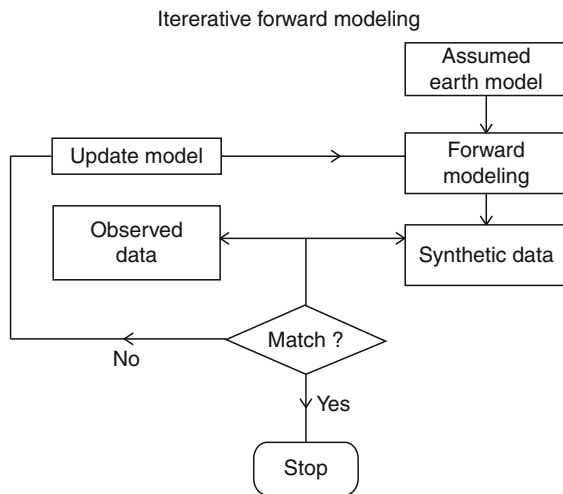 Itererative forward modeling
Assumed
earth model
Update model
Forward
modeling
Observed
data
Synthetic data
Match ?
No
Yes
Stop